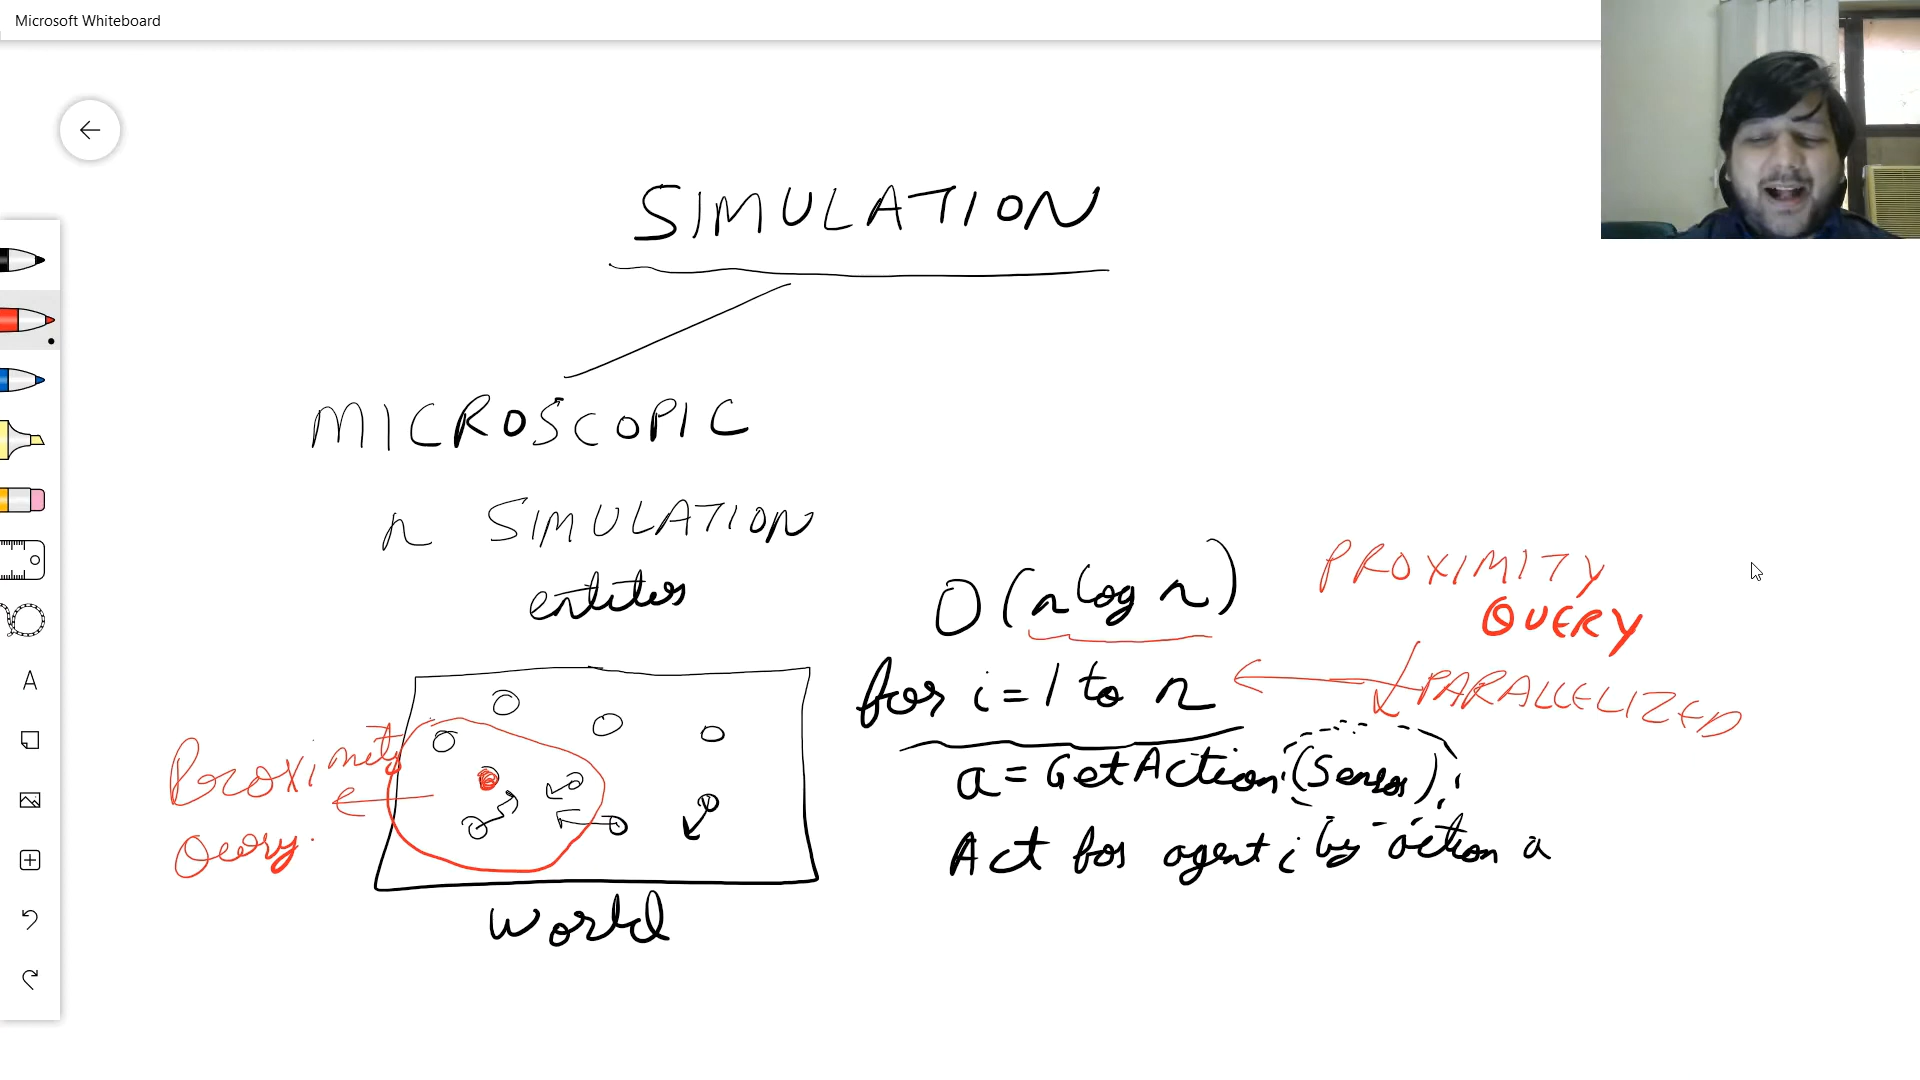 Microsoft Whiteboard
SIMULATION
MICROSCOPIC
n SIMULATION
entites
O(n log n)
PROXIMITY
QUERY
for i = 1 to n
PARALLELIZED
Proximity
Query.
a = GetAction (Sensor);
Act for agent i by action a
World
A